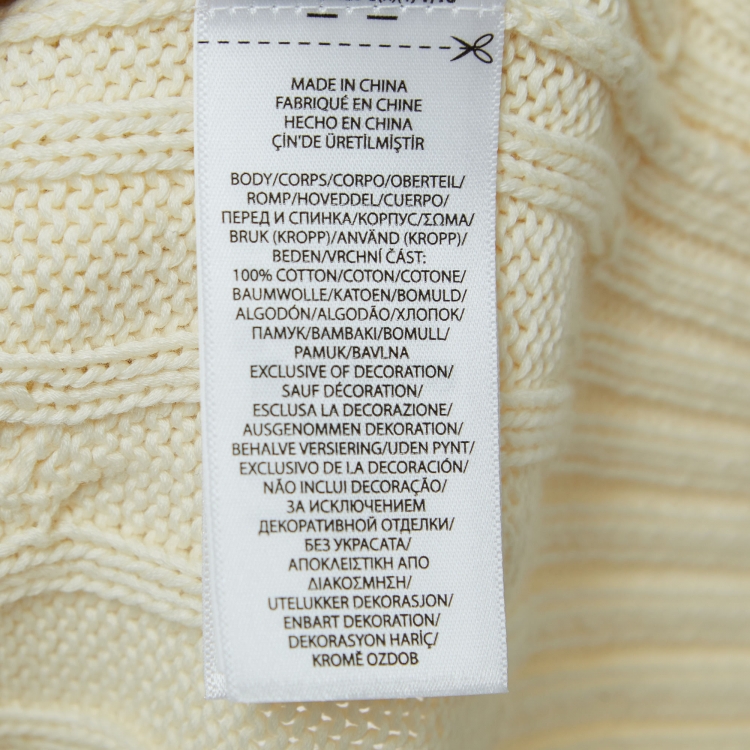 MADE IN CHINA
FABRIQUÉ EN CHINE
HECHO EN CHINA
ÇİN'DE ÜRETİLMİŞTİR
BODY/CORPS/CORPO/OBERTEIL/
ROMP/HOVEDDEL/CUERPO/
ПЕРЕД И СПИНКА/КОРПУС/ΣΩΜΑ/
BRUK (KROPP)/ANVÄND (KROPP)/
BEDEN/VRCHNÍ ČÁST:
100% COTTON/COTON/COTONE/
BAUMWOLLE/KATOEN/BOMULD/
ALGODÓN/ALGODÃO/ХЛОПОК/
ПАМУК/BAMBAKI/BOMULL/
PAMUK/BAVLNA
EXCLUSIVE OF DECORATION/
SAUF DÉCORATION/
ESCLUSA LA DECORAZIONE/
AUSGENOMMEN DEKORATION/
BEHALVE VERSIERING/UDEN PYNT/
EXCLUSIVO DE LA DECORACIÓN/
NÃO INCLUI DECORAÇÃO/
ЗА ИСКЛЮЧЕНИЕМ
ДЕКОРАТИВНОЙ ОТДЕЛКИ/
БЕЗ УКРАСАТА/
ΑΠΟΚΛΕΙΣΤΙΚΗ ΑΠΟ
ΔΙΑΚΟΣΜΗΣΗ/
UTELUKKER DEKORASJON/
ENBART DEKORATION/
DEKORASYON HARİÇ/
KROMĚ OZDOB